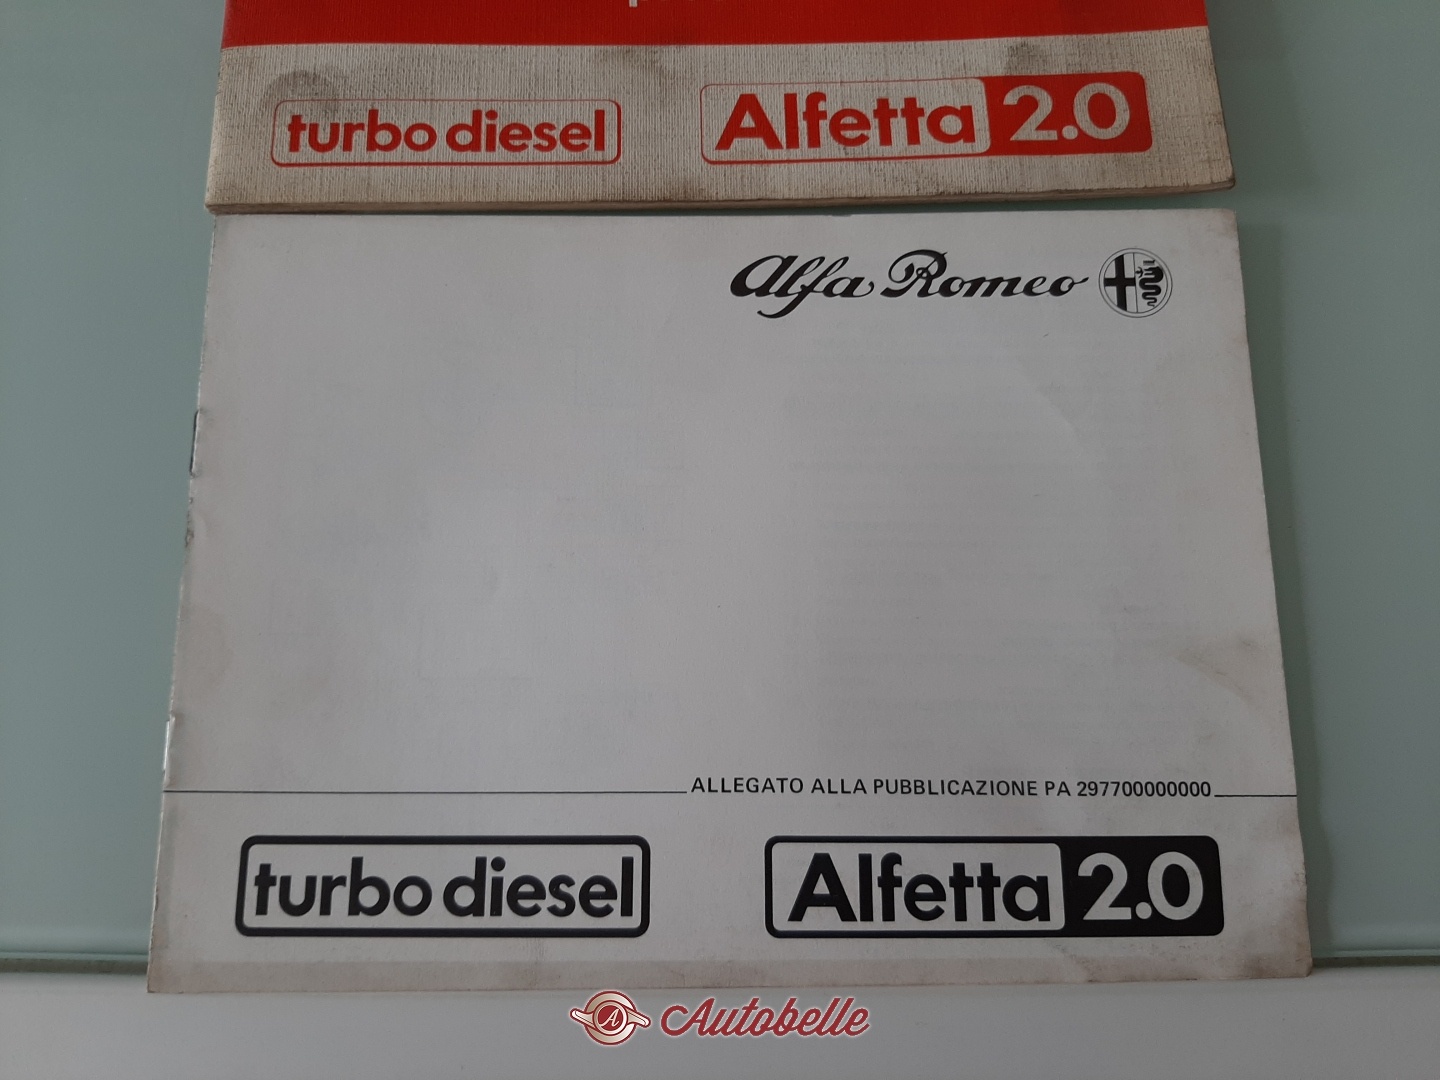 turbo diesel
Alfetta 2.0
Alfa Romeo
ALLEGATO ALLA PUBBLICAZIONE PA 297700000000
turbo diesel
Alfetta 2.0
A Autobelle